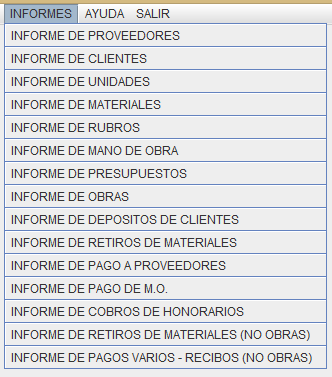 INFORMES AYUDA SALIR
INFORME DE PROVEEDORES
INFORME DE CLIENTES
INFORME DE UNIDADES
INFORME DE MATERIALES
INFORME DE RUBROS
INFORME DE MANO DE OBRA
INFORME DE PRESUPUESTOS
INFORME DE OBRAS
INFORME DE DEPOSITOS DE CLIENTES
INFORME DE RETIROS DE MATERIALES
INFORME DE PAGO A PROVEEDORES
INFORME DE PAGO DE M.O.
INFORME DE COBROS DE HONORARIOS
INFORME DE RETIROS DE MATERIALES (NO OBRAS)
INFORME DE PAGOS VARIOS - RECIBOS (NO OBRAS)